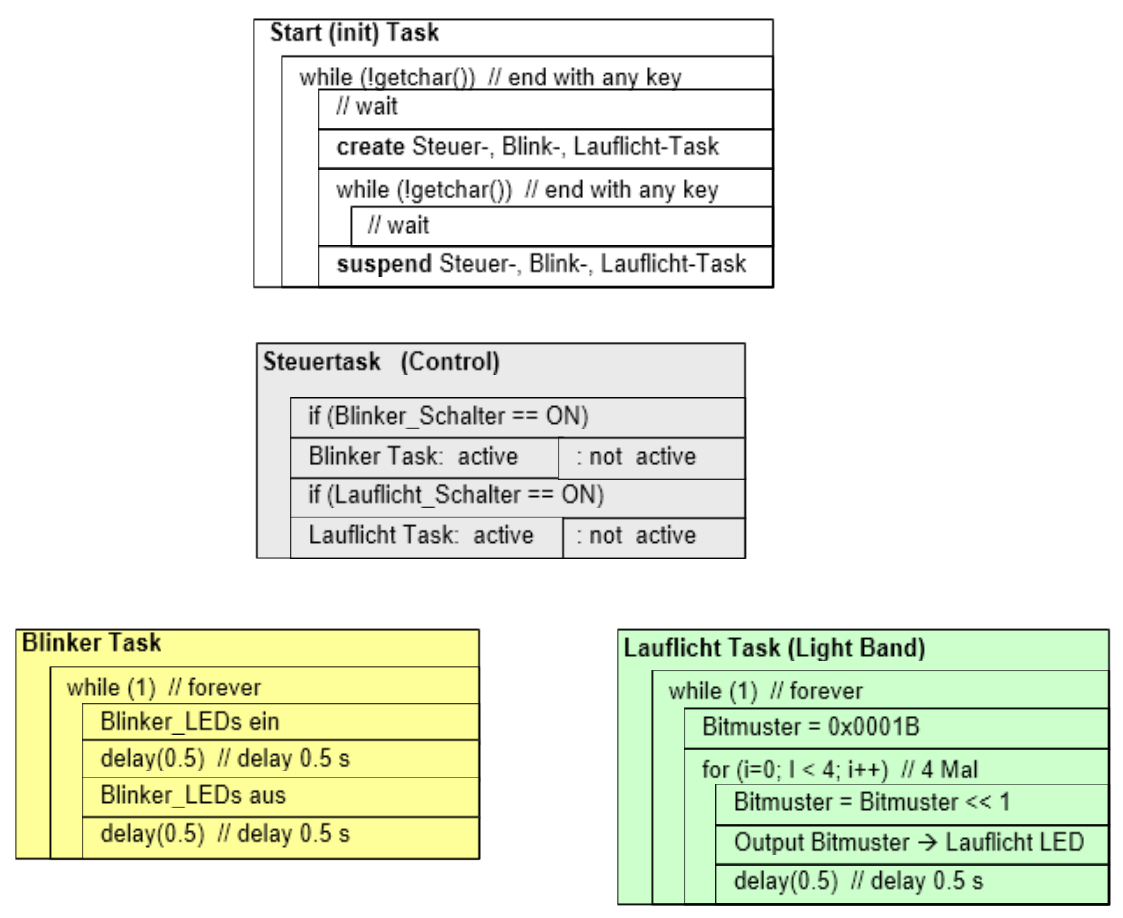 Start (init) Task
while (!getchar()) // end with any key
// wait
create Steuer-, Blink-, Lauflicht-Task
while (!getchar()) // end with any key
// wait
suspend Steuer-, Blink-, Lauflicht-Task
Steuertask (Control)
if (Blinker_Schalter == ON)
Blinker Task: active : not active
if (Lauflicht_Schalter == ON)
Lauflicht Task: active : not active
Blinker Task
while (1) // forever
Blinker_LEDs ein
delay(0.5) // delay 0.5 s
Blinker_LEDs aus
delay(0.5) // delay 0.5 s
Lauflicht Task (Light Band)
while (1) // forever
Bitmuster = 0x0001B
for (i=0; I < 4; i++) // 4 Mal
Bitmuster = Bitmuster << 1
Output Bitmuster → Lauflicht LED
delay(0.5) // delay 0.5 s